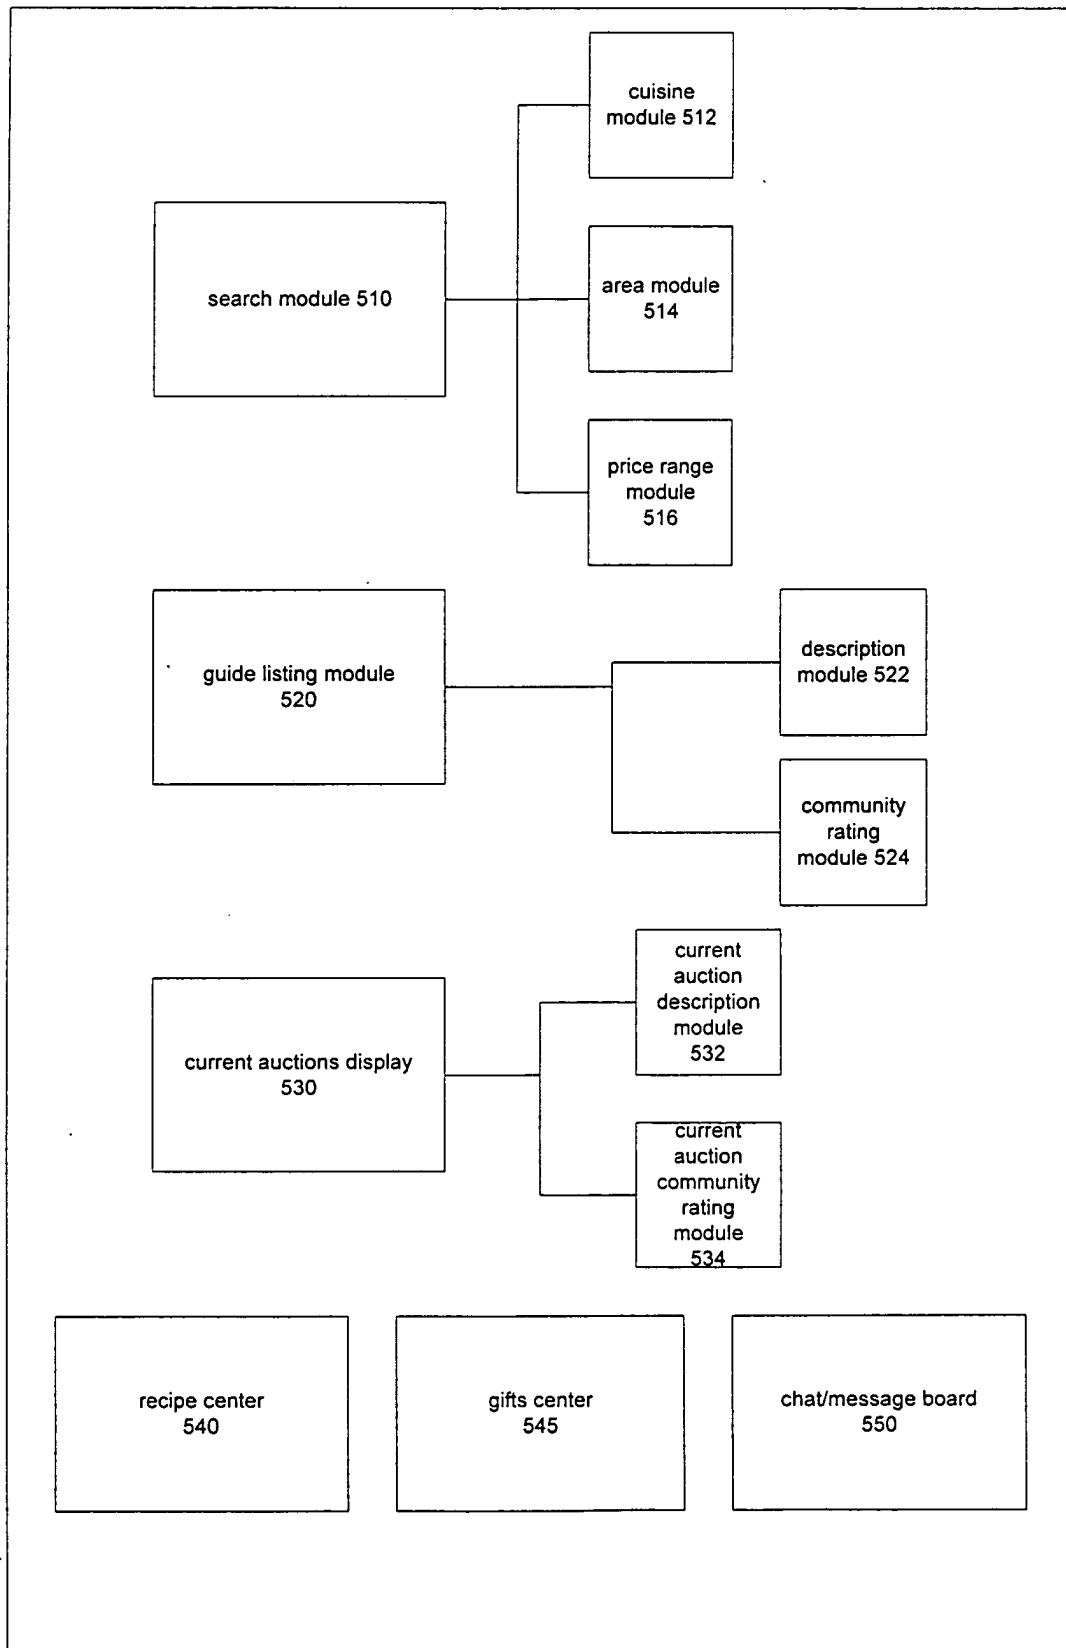 cuisine
module 512
search module 510
area module
514
price range
module
516
guide listing module
520
description
module 522
community
rating
module 524
current auctions display
530
current
auction
description
module
532
current
auction
community
rating
module
534
recipe center
540
gifts center
545
chat/message board
550